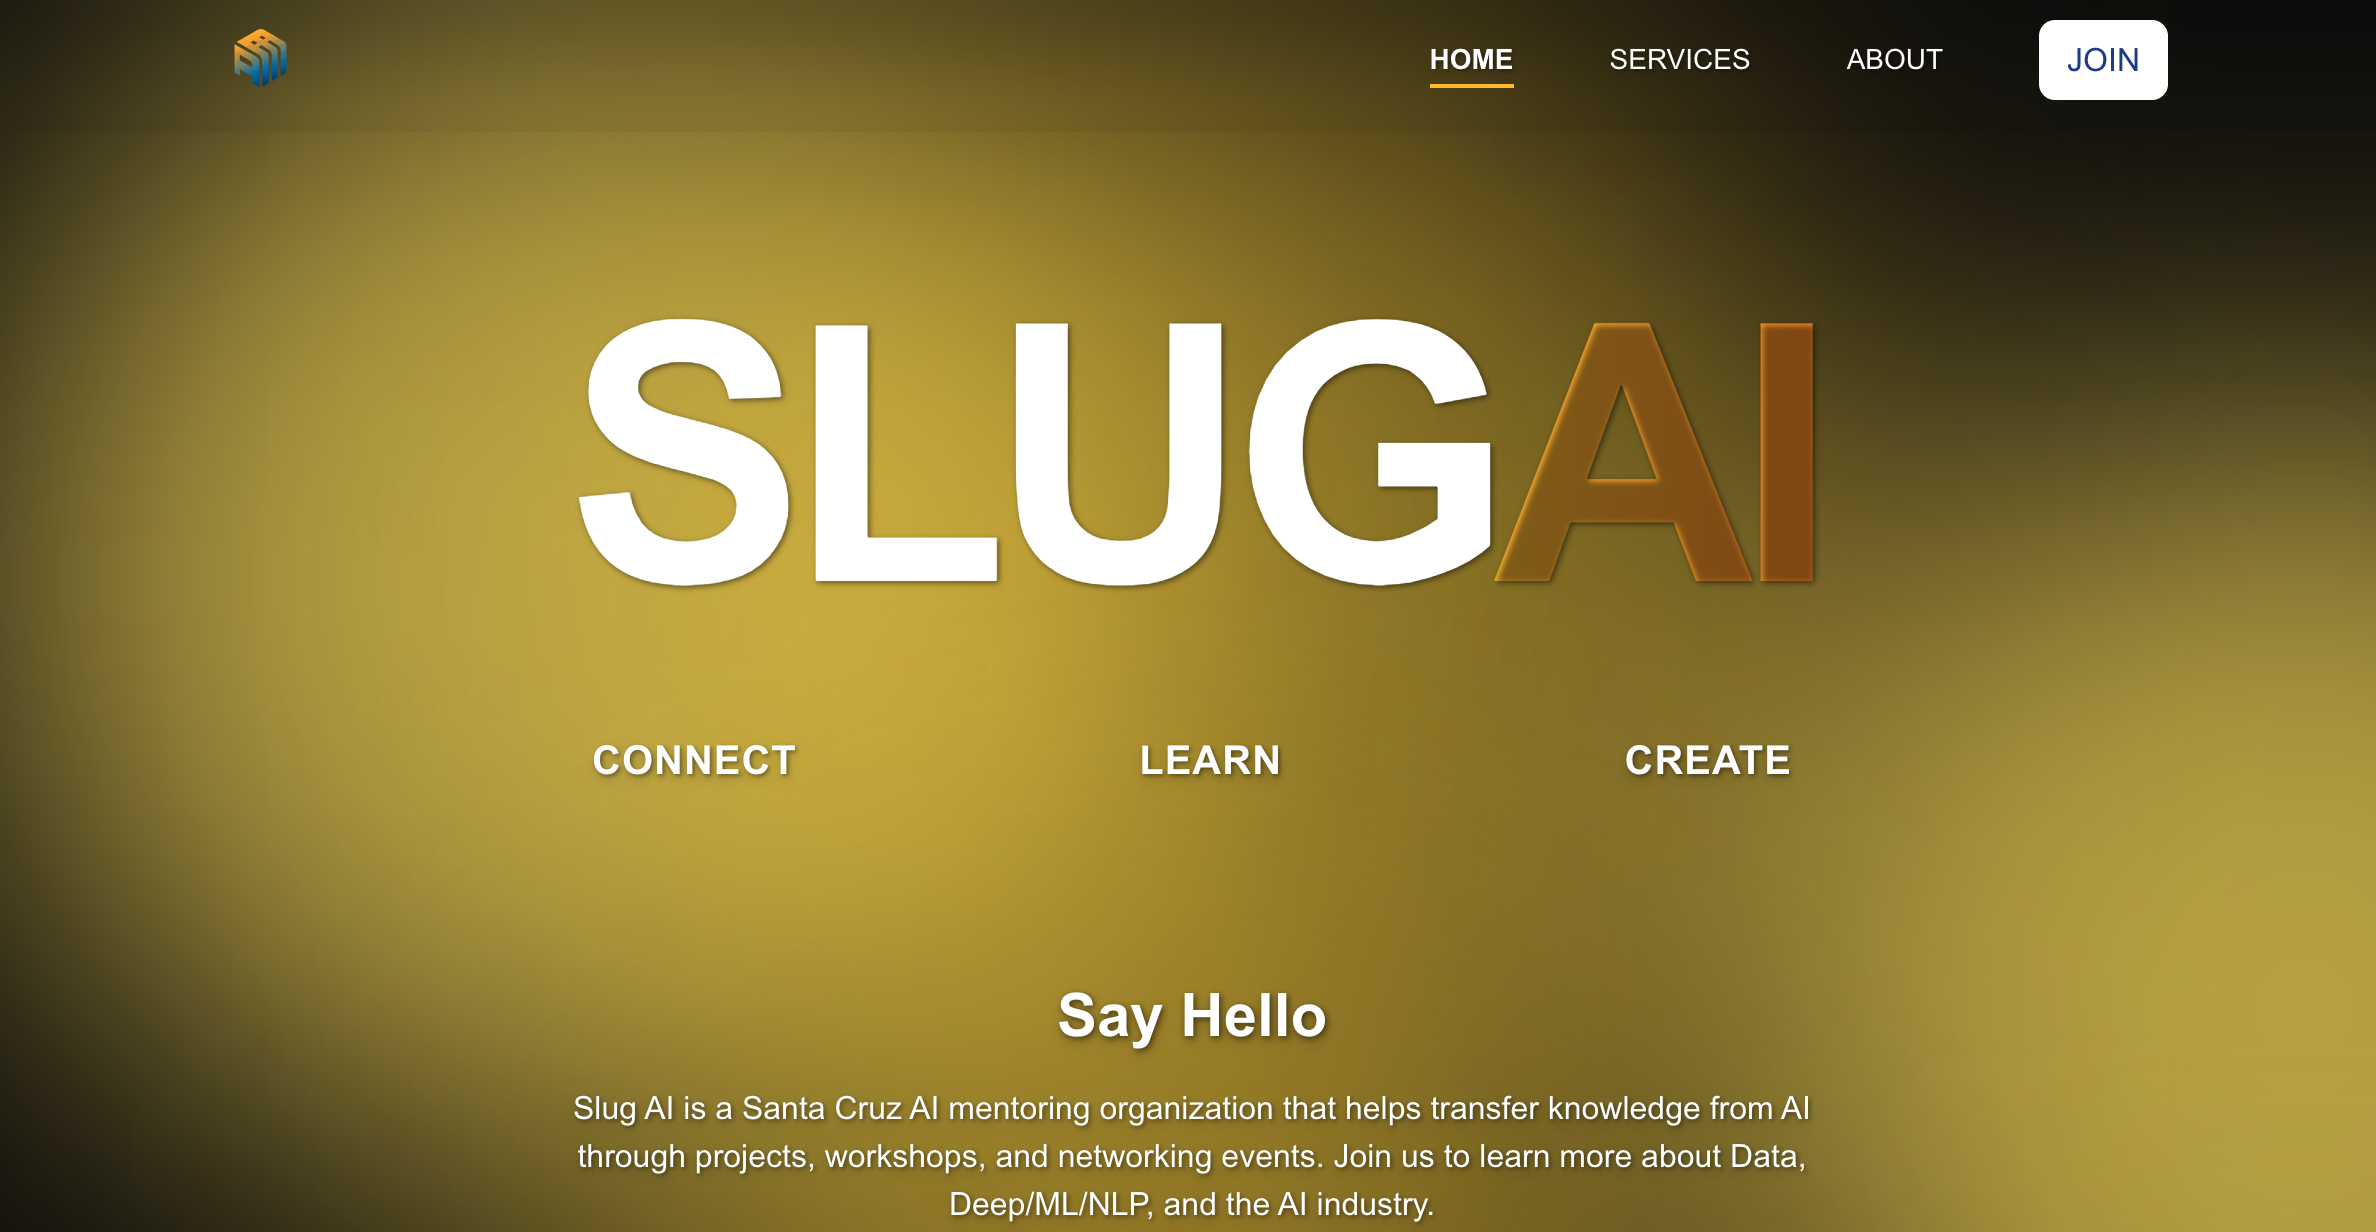 HOME SERVICES ABOUT JOIN
SLUGAI
CONNECT LEARN CREATE
Say Hello
Slug AI is a Santa Cruz AI mentoring organization that helps transfer knowledge from AI
through projects, workshops, and networking events. Join us to learn more about Data,
Deep/ML/NLP, and the AI industry.